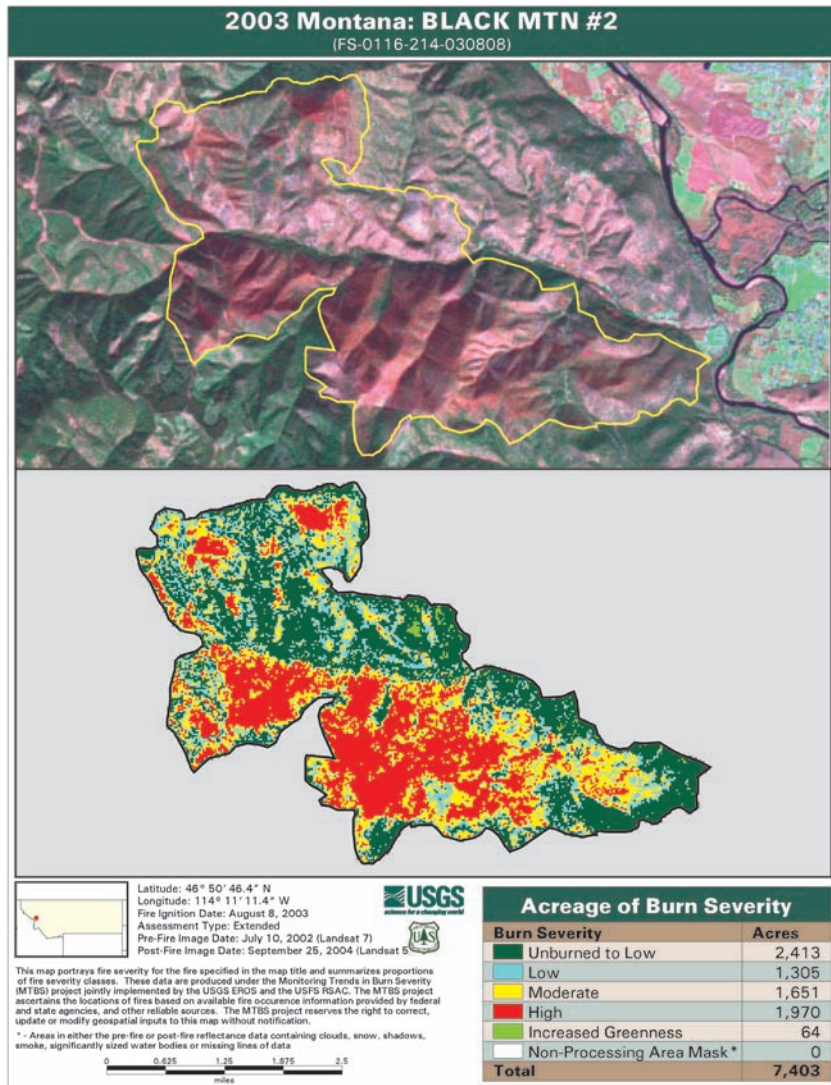 2003 Montana: BLACK MTN #2
(FS-0116-214-030808)
Latitude: 46° 50' 46.4" N
Longitude: 114° 11' 11.4" W
Fire Ignition Date: August 8, 2003
Assessment Type: Extended
Pre-Fire Image Date: July 10, 2002 (Landsat 7)
Post-Fire Image Date: September 25, 2004 (Landsat 5
USGS
science for a changing world
This map portrays fire severity for the fire specified in the map title and summarizes proportions
of fire severity classes. These data are produced under the Monitoring Trends in Burn Severity
(MTBS) project jointly implemented by the USGS EROS and the USFS RSAC. The MTBS project
ascertains the locations of fires based on available fire occurence information provided by federal
and state agencies, and other reliable sources. The MTBS project reserves the right to correct,
update or modify geospatial inputs to this map without notification.
* - Areas in either the pre-fire or post-fire reflectance data containing clouds, snow, shadows,
smoke, significantly sized water bodies or missing lines of data
0 0.625 1.25 1.875 2.5
miles
Acreage of Burn Severity
Burn Severity Acres
Unburned to Low 2,413
Low 1,305
Moderate 1,651
High 1,970
Increased Greenness 64
Non-Processing Area Mask* 0
Total 7,403